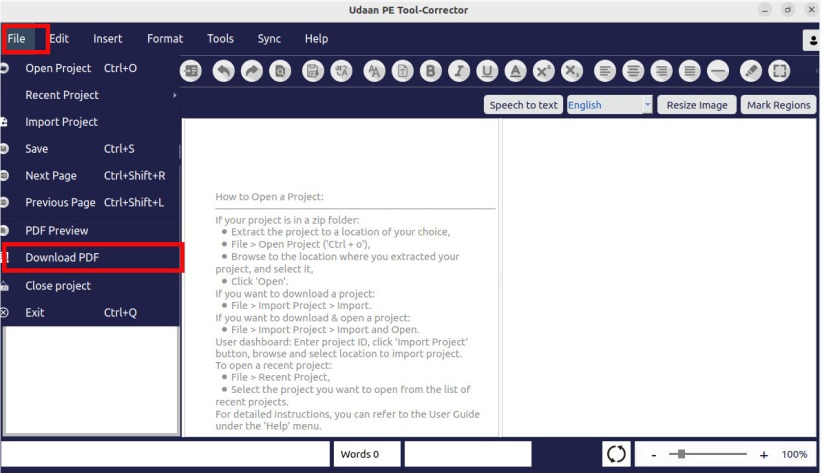 Udaan PE Tool-Corrector
File Edit Insert Format Tools Sync Help
Open Project Ctrl+O
Recent Project
Import Project
Save Ctrl+S
Next Page Ctrl+Shift+R
Previous Page Ctrl+Shift+L
PDF Preview
Download PDF
Close project
Exit Ctrl+Q
Speech to text English Resize Image Mark Regions
How to Open a Project:
If your project is in a zip folder:
● Extract the project to a location of your choice,
● File > Open Project ('Ctrl + o'),
● Browse to the location where you extracted your
project, and select it,
● Click 'Open'.
If you want to download a project:
● File > Import Project > Import.
If you want to download & open a project:
● File > Import Project > Import and Open.
User dashboard: Enter project ID, click 'Import Project'
button, browse and select location to import project.
To open a recent project:
● File > Recent Project,
● Select the project you want to open from the list of
recent projects.
For detailed instructions, you can refer to the User Guide
under the 'Help' menu.
Words 0
- + 100%